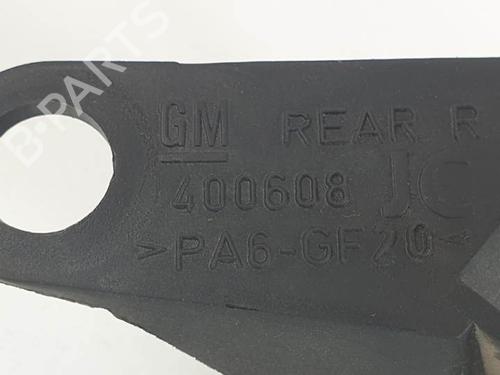 B-PARTS
GM REAR R
400608 JC
>PA6-GF20<